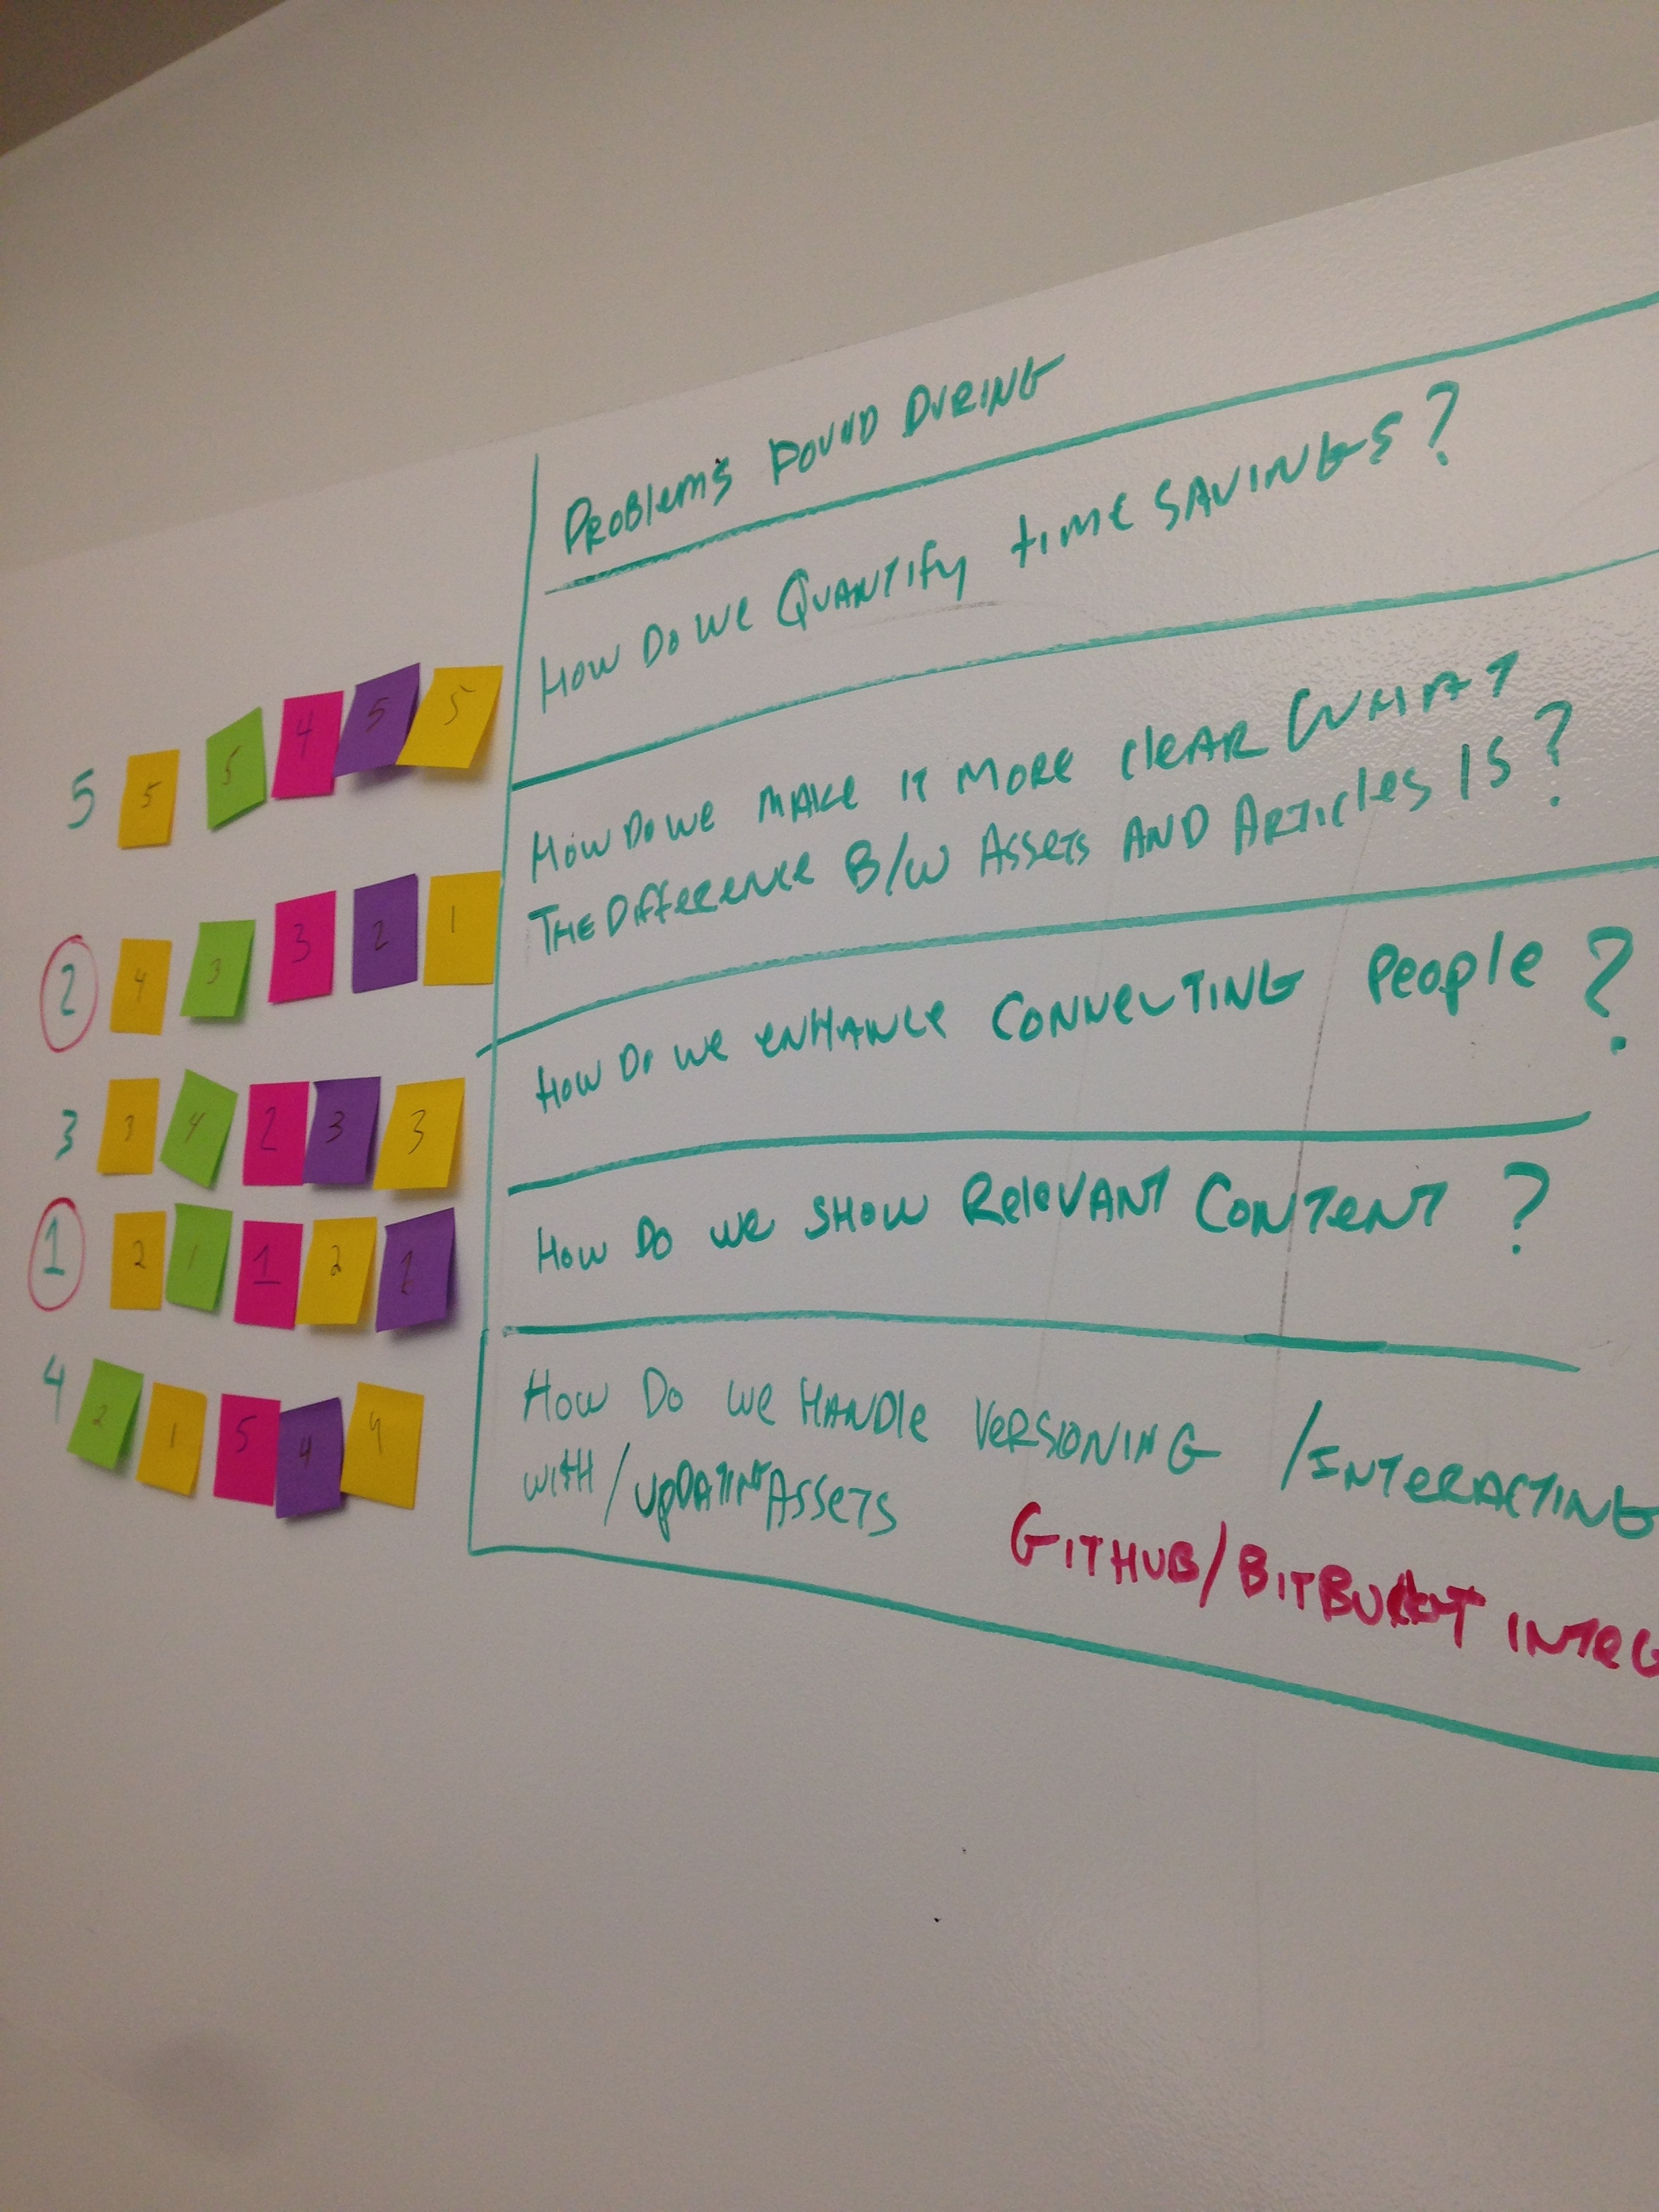 PROBLEMS FOUND DURING
5 5 5 4 5 5
HOW DO WE QUANTIFY TIME SAVINGS?
2 4 3 3 2 1
HOW DO WE MAKE IT MORE CLEAR WHAT
THE DIFFERENCE B/W ASSETS AND ARTICLES IS?
3 3 4 2 3 3
HOW DO WE ENHANCE CONNECTING PEOPLE?
1 2 1 1 2
HOW DO WE SHOW RELEVANT CONTENT?
4 2 1 5 4 4
HOW DO WE HANDLE VERSIONING / INTERACTING
WITH / UPDATING ASSETS
GITHUB/BITBUCKET INTEG